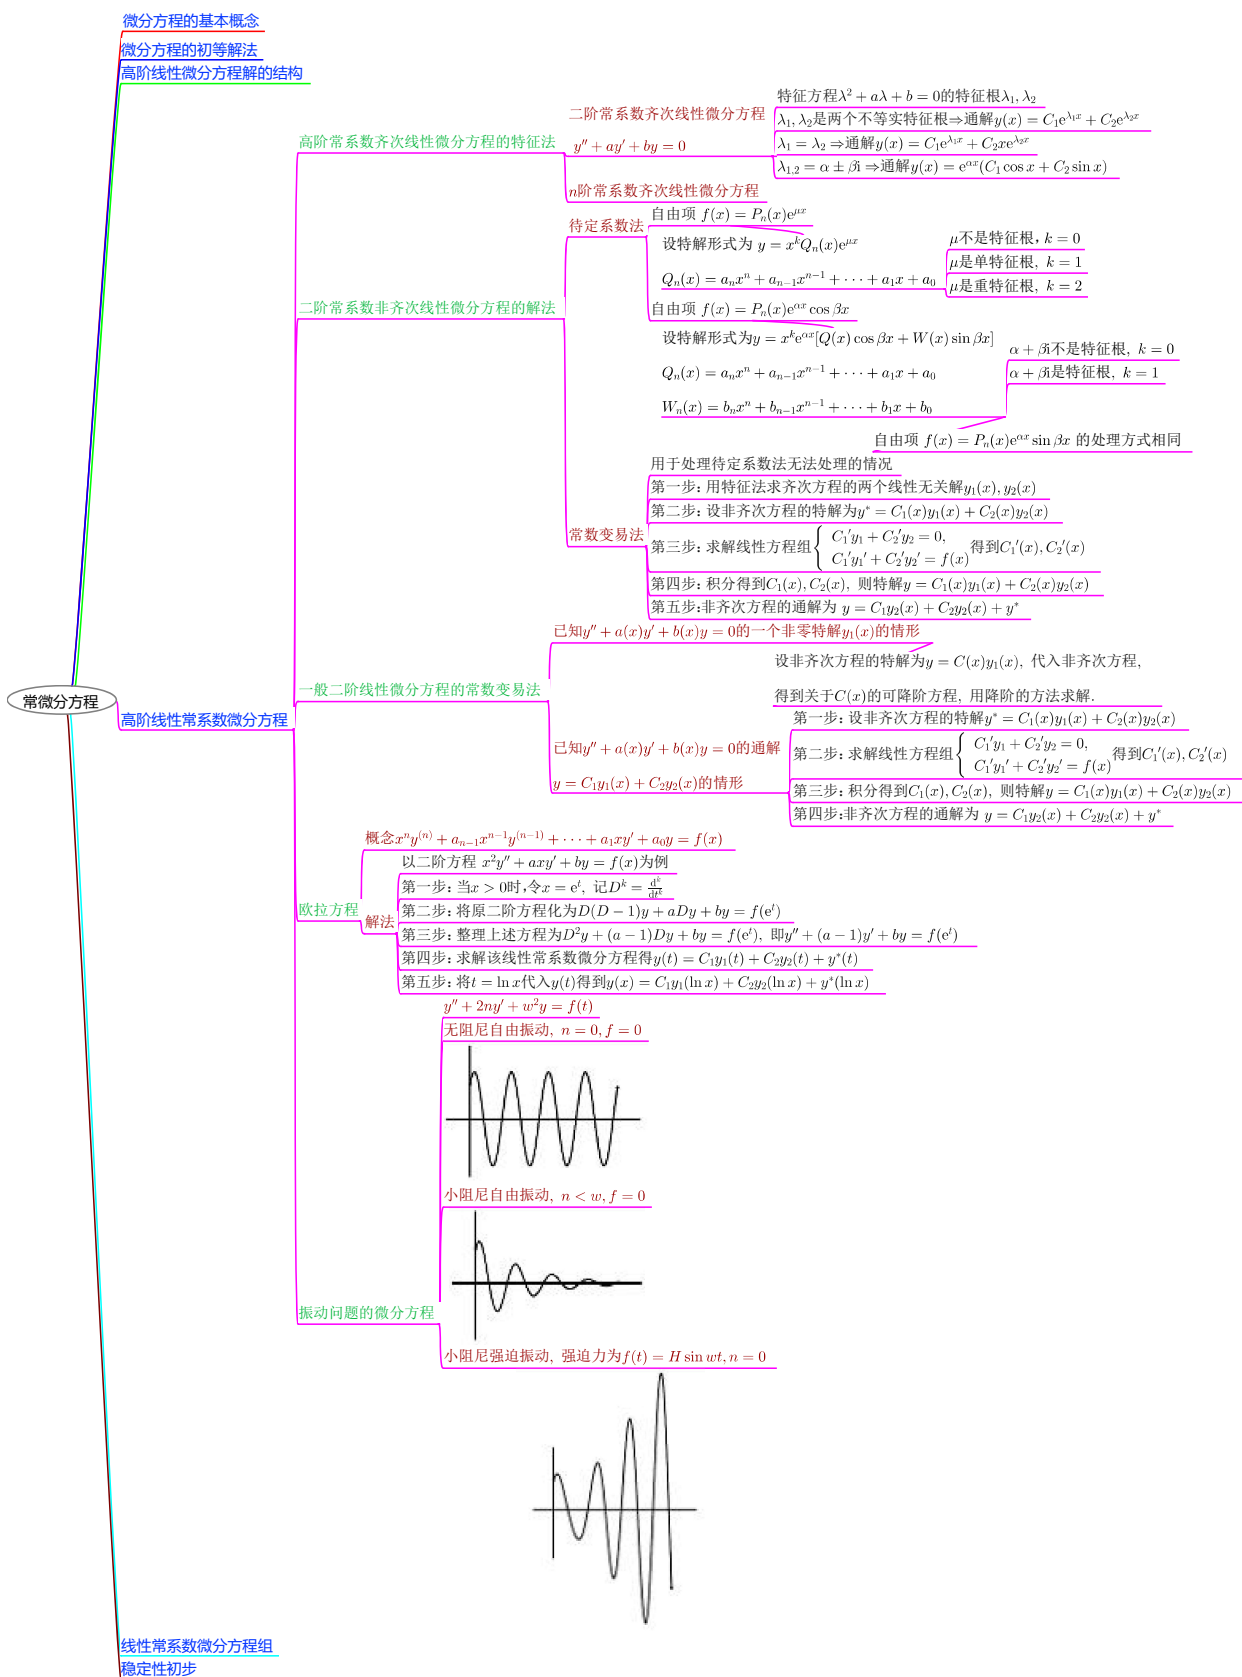 微分方程的基本概念
微分方程的初等解法
高阶线性微分方程解的结构
常微分方程
高阶线性常系数微分方程
高阶常系数齐次线性微分方程的特征法
二阶常系数齐次线性微分方程
y″ + ay′ + by = 0
特征方程λ² + aλ + b = 0的特征根λ₁, λ₂
λ₁, λ₂是两个不等实特征根⇒通解y(x) = C₁e^{λ₁x} + C₂e^{λ₂x}
λ₁ = λ₂ ⇒通解y(x) = C₁e^{λ₁x} + C₂xe^{λ₂x}
λ₁,₂ = α ± βi ⇒通解y(x) = e^{αx}(C₁ cos x + C₂ sin x)
n阶常系数齐次线性微分方程
二阶常系数非齐次线性微分方程的解法
待定系数法
自由项 f(x) = Pₙ(x)e^{μx}
设特解形式为 y = x^kQₙ(x)e^{μx}
Qₙ(x) = aₙxⁿ + aₙ₋₁xⁿ⁻¹ + · · · + a₁x + a₀
μ不是特征根, k = 0
μ是单特征根, k = 1
μ是重特征根, k = 2
自由项 f(x) = Pₙ(x)e^{αx} cos βx
设特解形式为y = x^ke^{αx}[Q(x) cos βx + W(x) sin βx]
Qₙ(x) = aₙxⁿ + aₙ₋₁xⁿ⁻¹ + · · · + a₁x + a₀
Wₙ(x) = bₙxⁿ + bₙ₋₁xⁿ⁻¹ + · · · + b₁x + b₀
α + βi不是特征根, k = 0
α + βi是特征根, k = 1
自由项 f(x) = Pₙ(x)e^{αx} sin βx 的处理方式相同
常数变易法
用于处理待定系数法无法处理的情况
第一步: 用特征法求齐次方程的两个线性无关解y₁(x), y₂(x)
第二步: 设非齐次方程的特解为y* = C₁(x)y₁(x) + C₂(x)y₂(x)
第三步: 求解线性方程组{ C₁′y₁ + C₂′y₂ = 0,
C₁′y₁′ + C₂′y₂′ = f(x) 得到C₁′(x), C₂′(x)
第四步: 积分得到C₁(x), C₂(x), 则特解y = C₁(x)y₁(x) + C₂(x)y₂(x)
第五步:非齐次方程的通解为 y = C₁y₂(x) + C₂y₂(x) + y*
一般二阶线性微分方程的常数变易法
已知y″ + a(x)y′ + b(x)y = 0的一个非零特解y₁(x)的情形
设非齐次方程的特解为y = C(x)y₁(x), 代入非齐次方程,
得到关于C(x)的可降阶方程, 用降阶的方法求解.
已知y″ + a(x)y′ + b(x)y = 0的通解
y = C₁y₁(x) + C₂y₂(x)的情形
第一步: 设非齐次方程的特解y* = C₁(x)y₁(x) + C₂(x)y₂(x)
第二步: 求解线性方程组{ C₁′y₁ + C₂′y₂ = 0,
C₁′y₁′ + C₂′y₂′ = f(x) 得到C₁′(x), C₂′(x)
第三步: 积分得到C₁(x), C₂(x), 则特解y = C₁(x)y₁(x) + C₂(x)y₂(x)
第四步:非齐次方程的通解为 y = C₁y₂(x) + C₂y₂(x) + y*
欧拉方程
概念xⁿy⁽ⁿ⁾ + aₙ₋₁xⁿ⁻¹y⁽ⁿ⁻¹⁾ + · · · + a₁xy′ + a₀y = f(x)
解法
以二阶方程 x²y″ + axy′ + by = f(x)为例
第一步: 当x > 0时,令x = e^t, 记D^k = d^k/dt^k
第二步: 将原二阶方程化为D(D − 1)y + aDy + by = f(e^t)
第三步: 整理上述方程为D²y + (a − 1)Dy + by = f(e^t), 即y″ + (a − 1)y′ + by = f(e^t)
第四步: 求解该线性常系数微分方程得y(t) = C₁y₁(t) + C₂y₂(t) + y*(t)
第五步: 将t = ln x代入y(t)得到y(x) = C₁y₁(ln x) + C₂y₂(ln x) + y*(ln x)
振动问题的微分方程
y″ + 2ny′ + w²y = f(t)
无阻尼自由振动, n = 0, f = 0
小阻尼自由振动, n < w, f = 0
小阻尼强迫振动, 强迫力为f(t) = H sin wt, n = 0
线性常系数微分方程组
稳定性初步